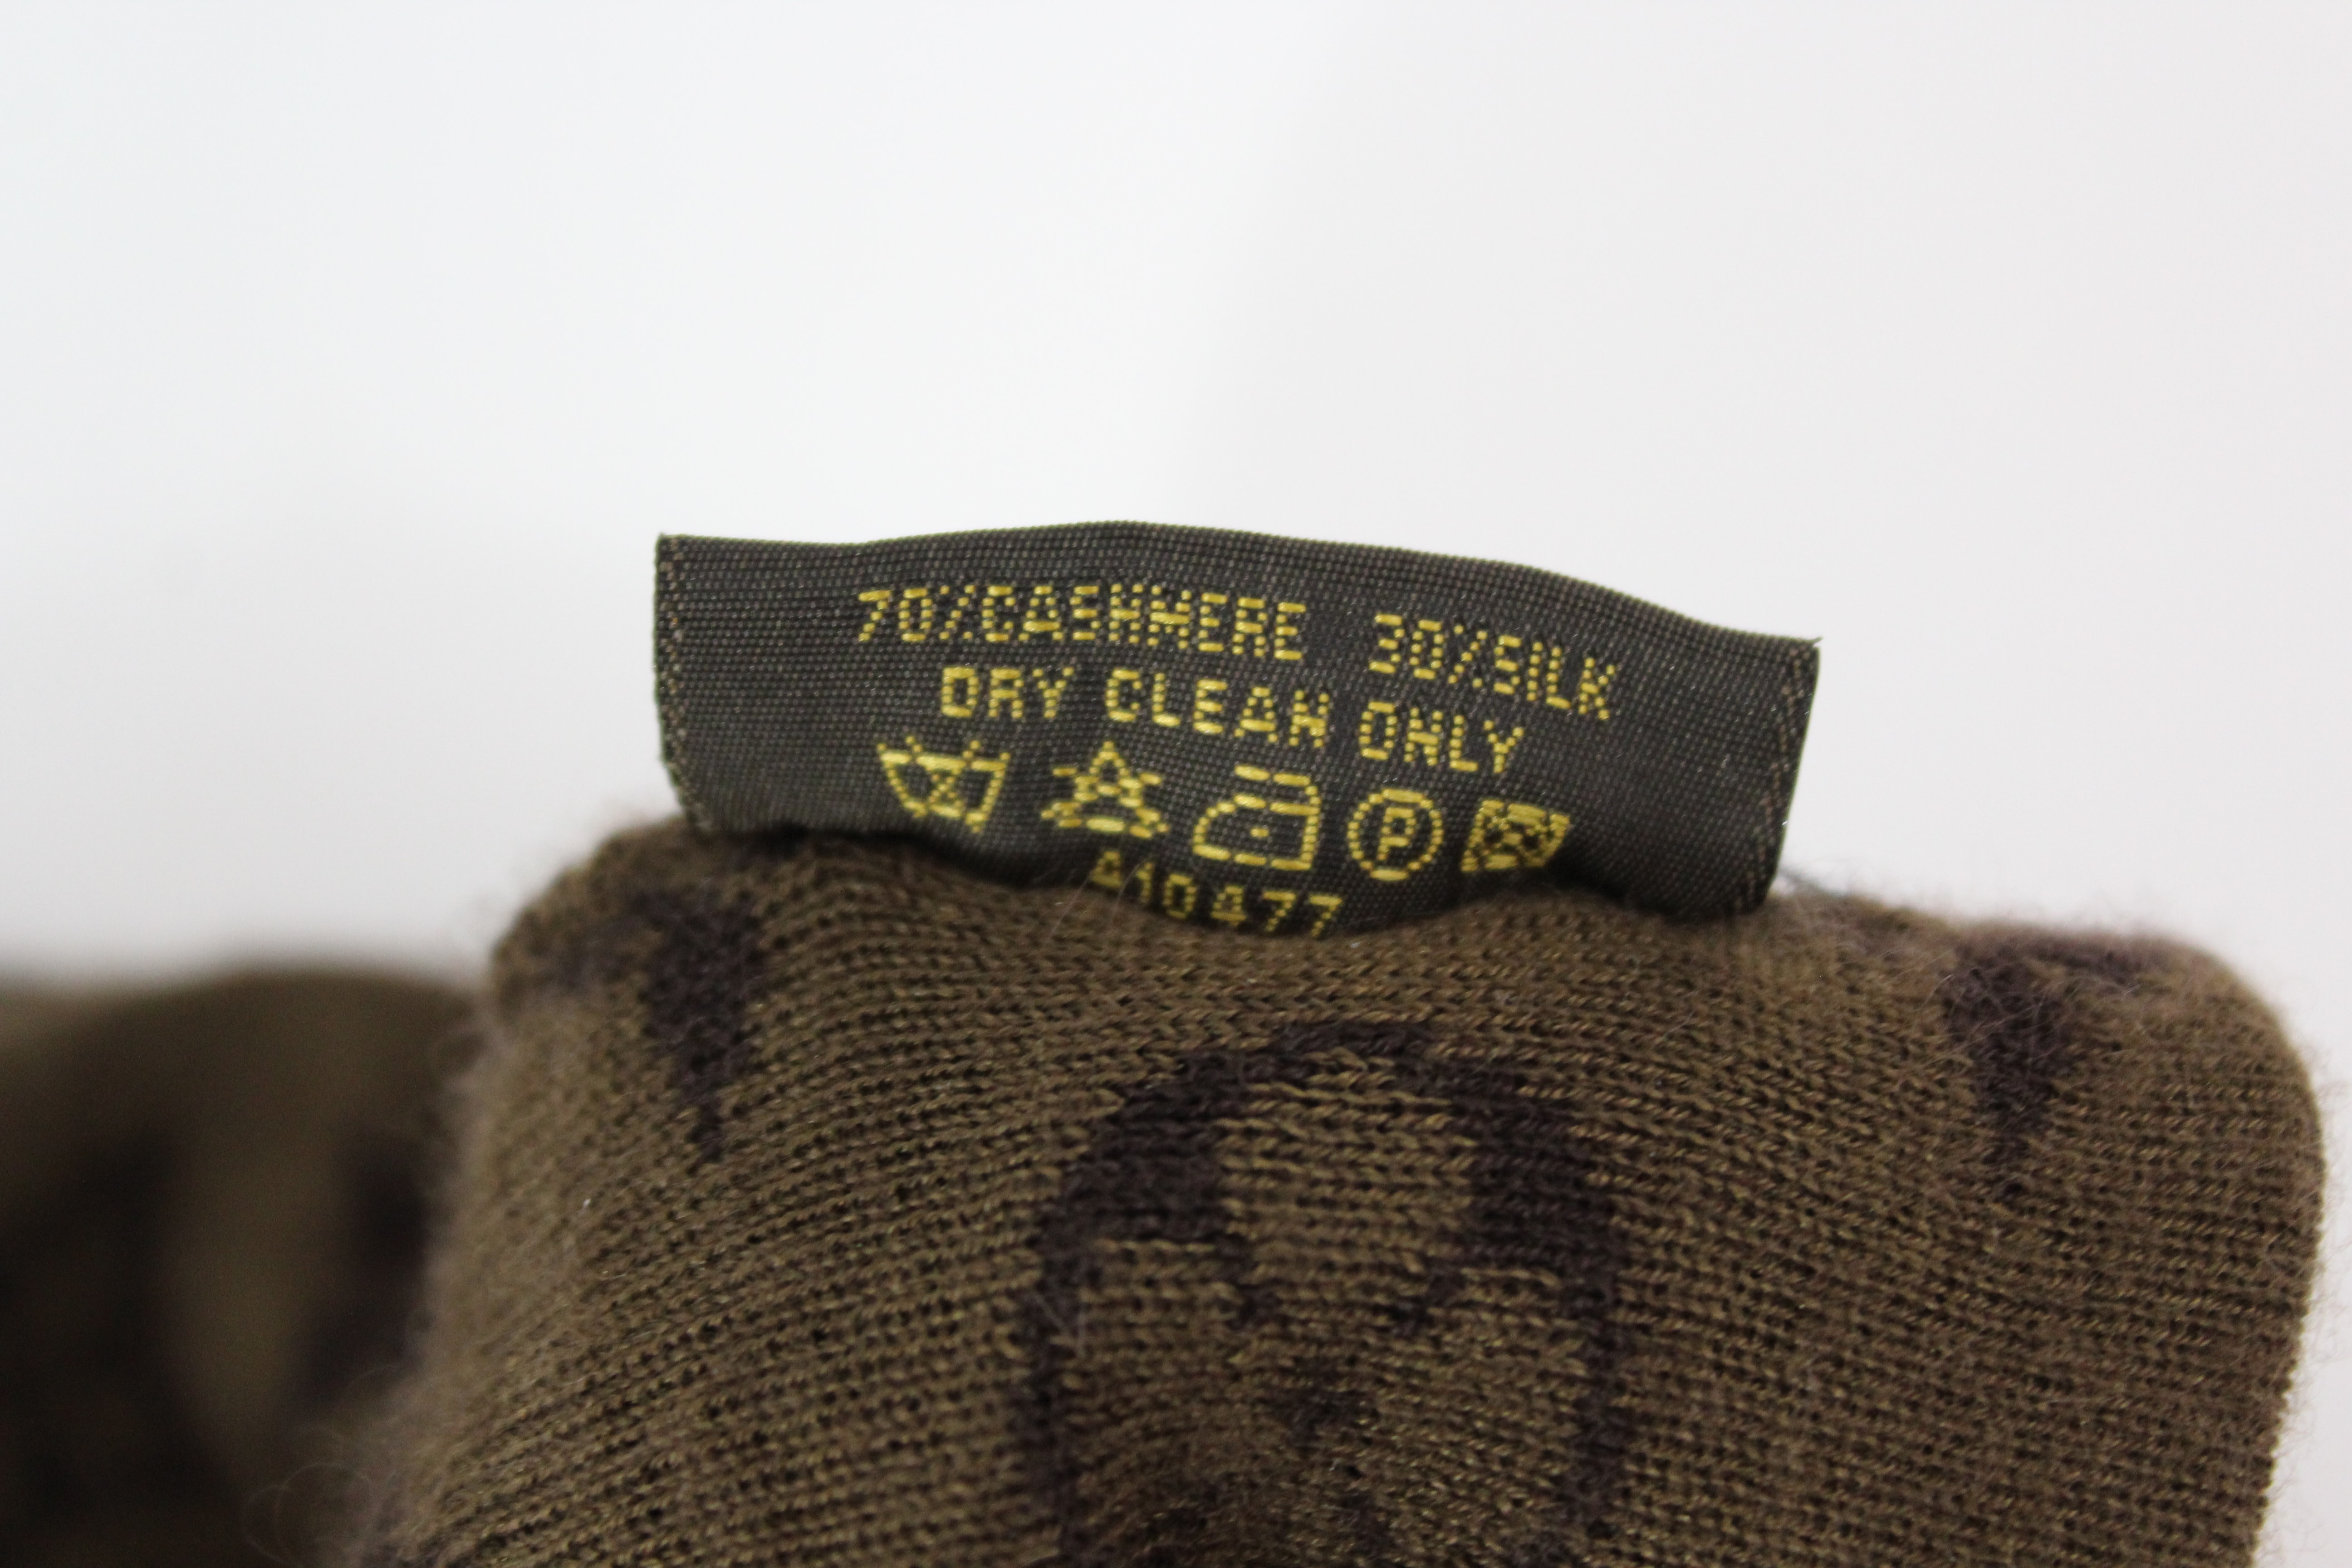 70%CASHMERE 30%SILK
DRY CLEAN ONLY
P
A10477